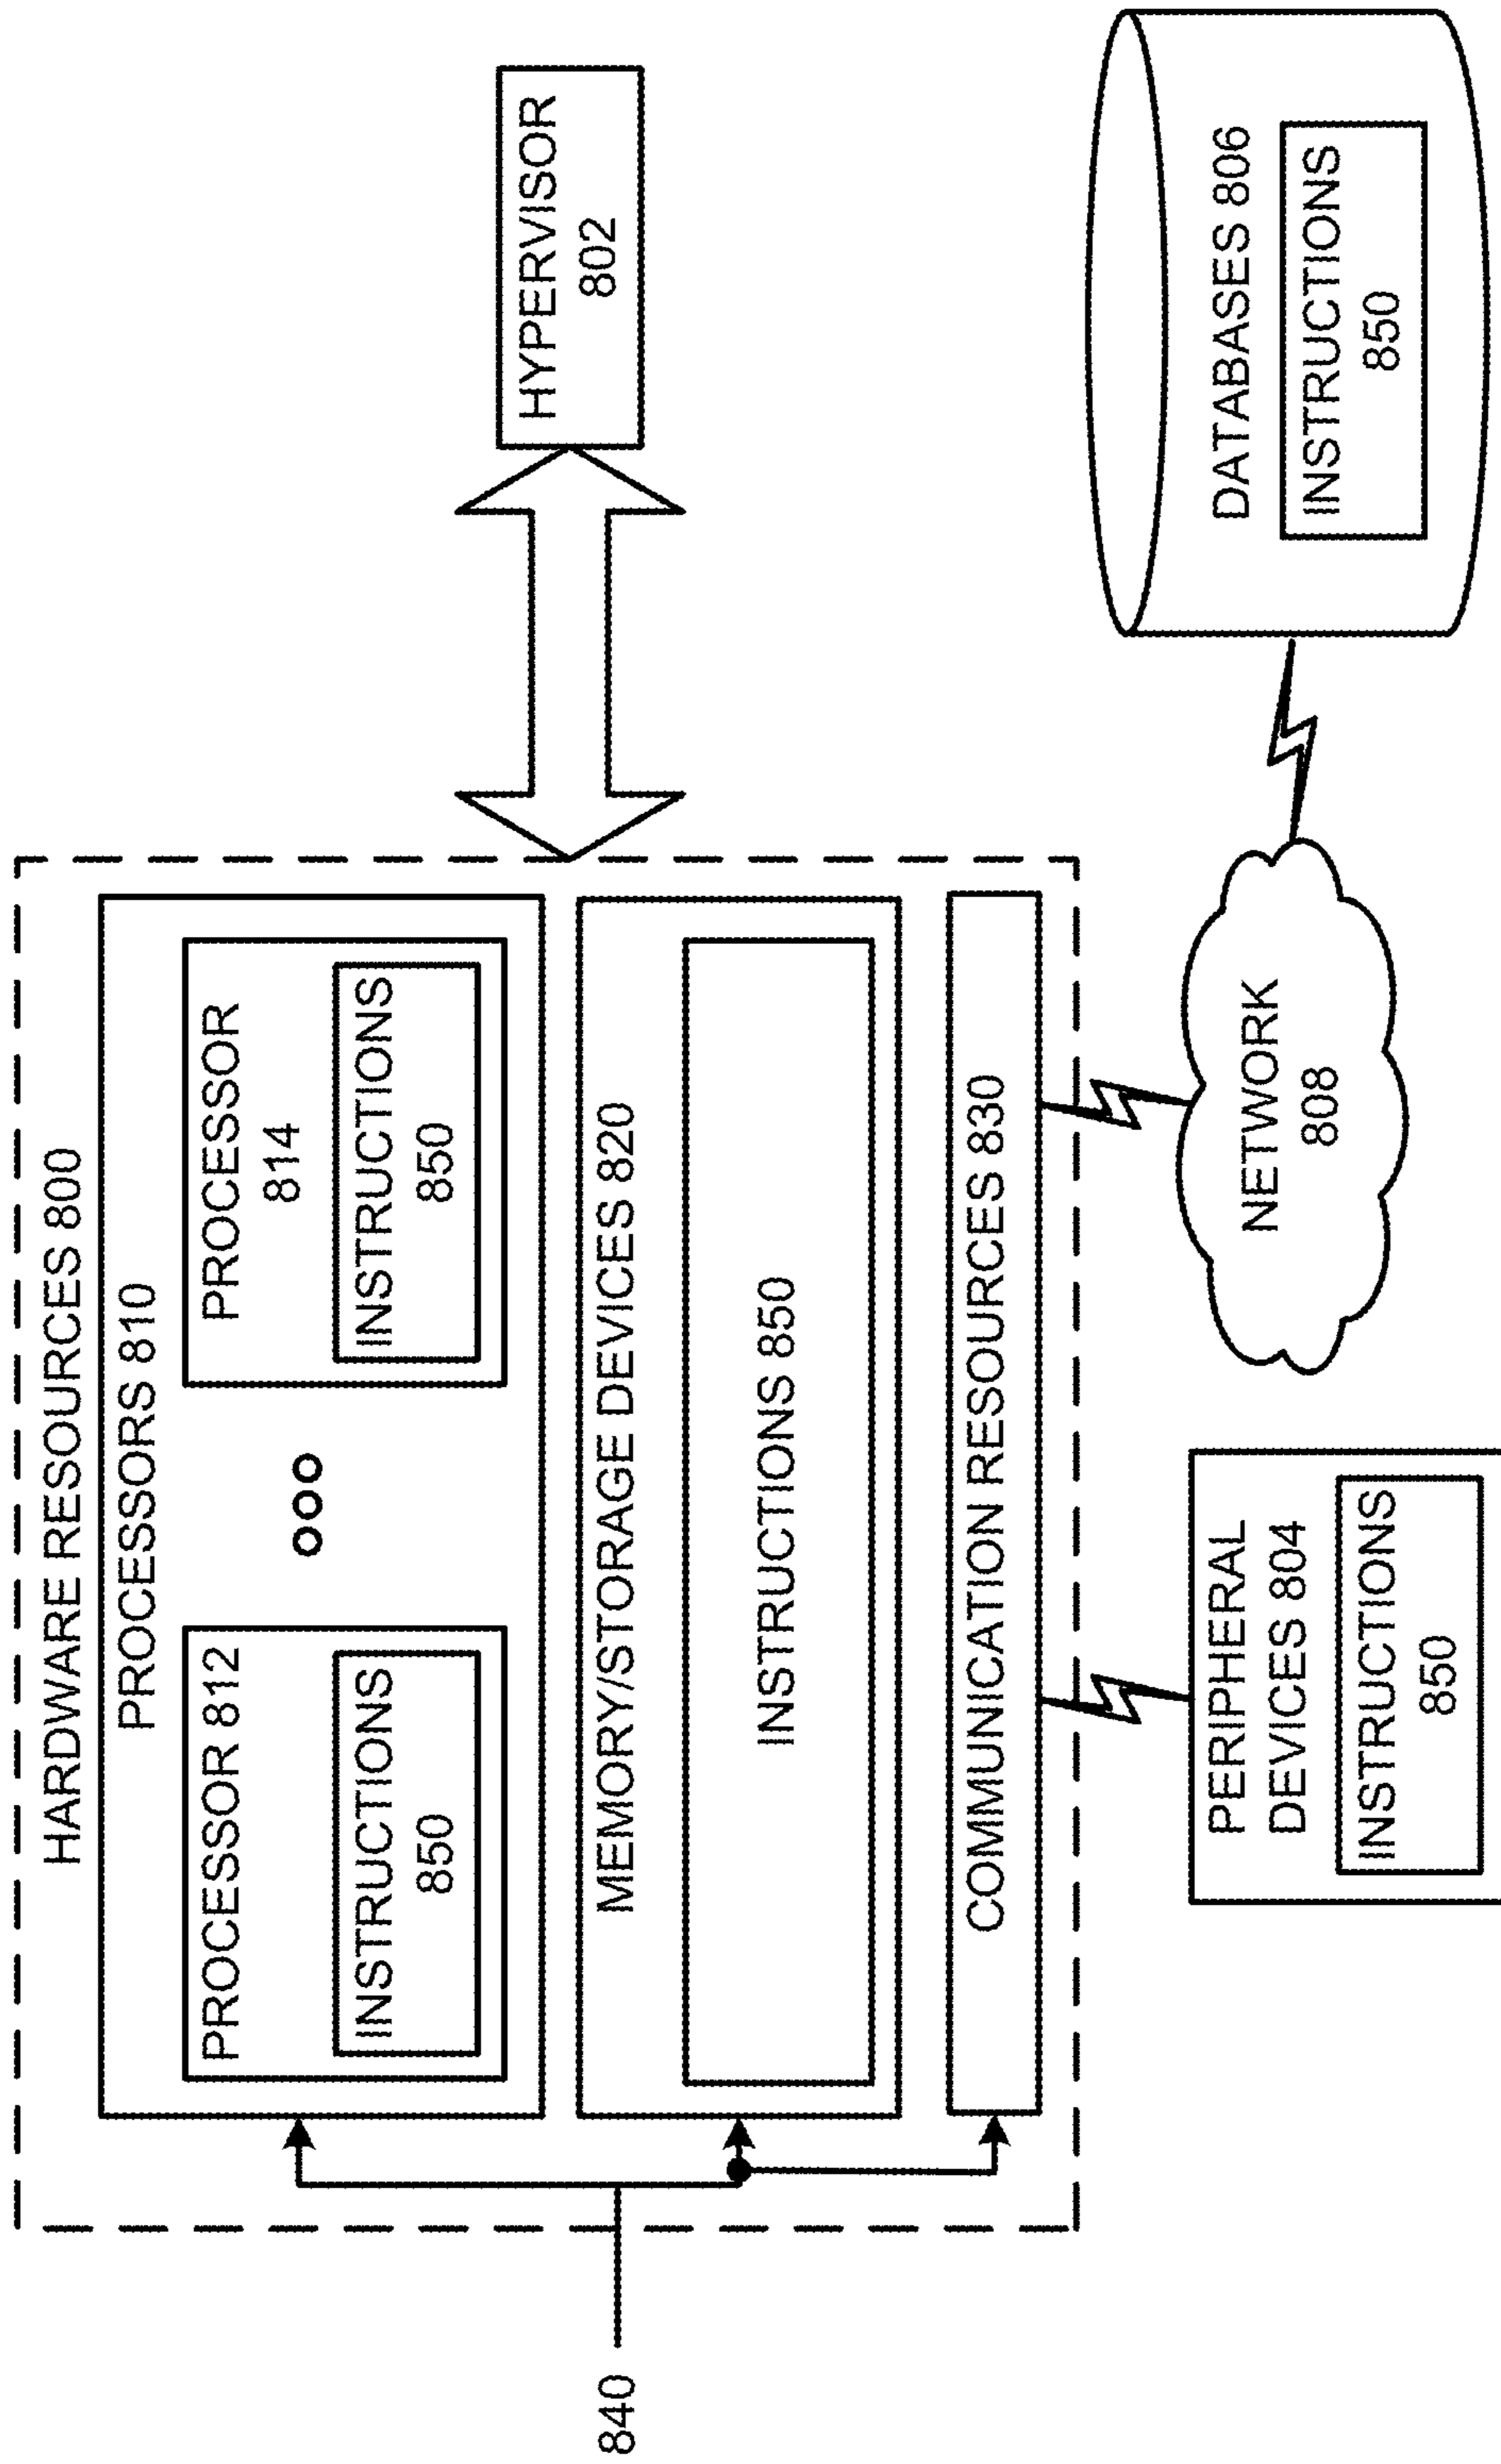 HARDWARE RESOURCES 800
PROCESSORS 810
PROCESSOR 812
INSTRUCTIONS
850
PROCESSOR
814
INSTRUCTIONS
850
MEMORY/STORAGE DEVICES 820
INSTRUCTIONS 850
COMMUNICATION RESOURCES 830
840
HYPERVISOR
802
PERIPHERAL
DEVICES 804
INSTRUCTIONS
850
NETWORK
808
DATABASES 806
INSTRUCTIONS
850